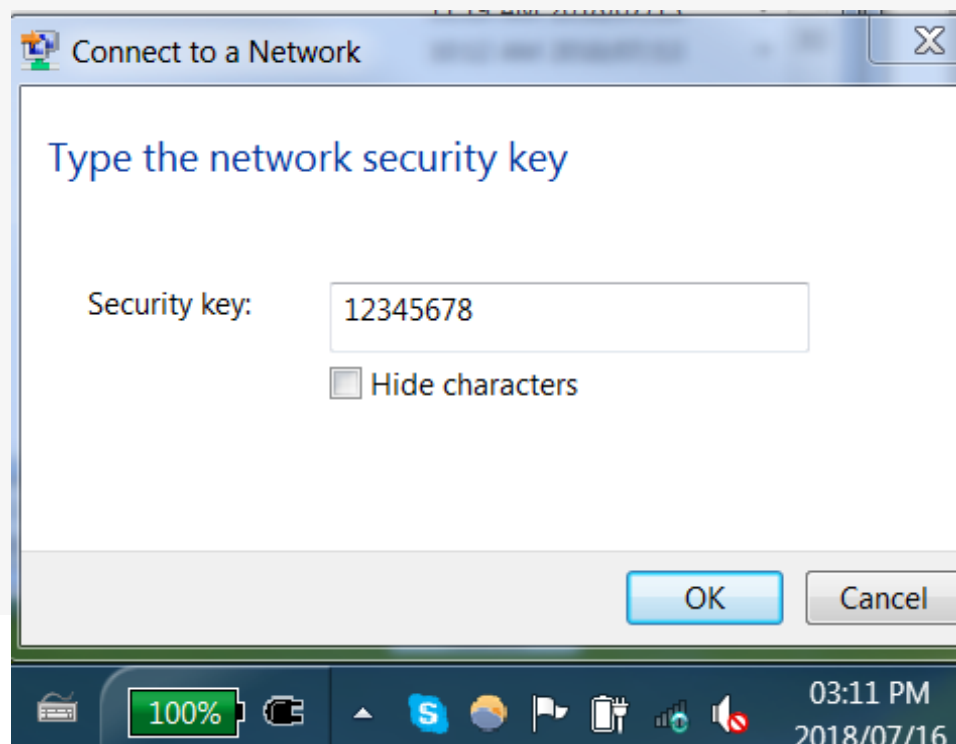 Connect to a Network
Type the network security key
Security key:
12345678
Hide characters
OK
Cancel
100%
03:11 PM
2018/07/16